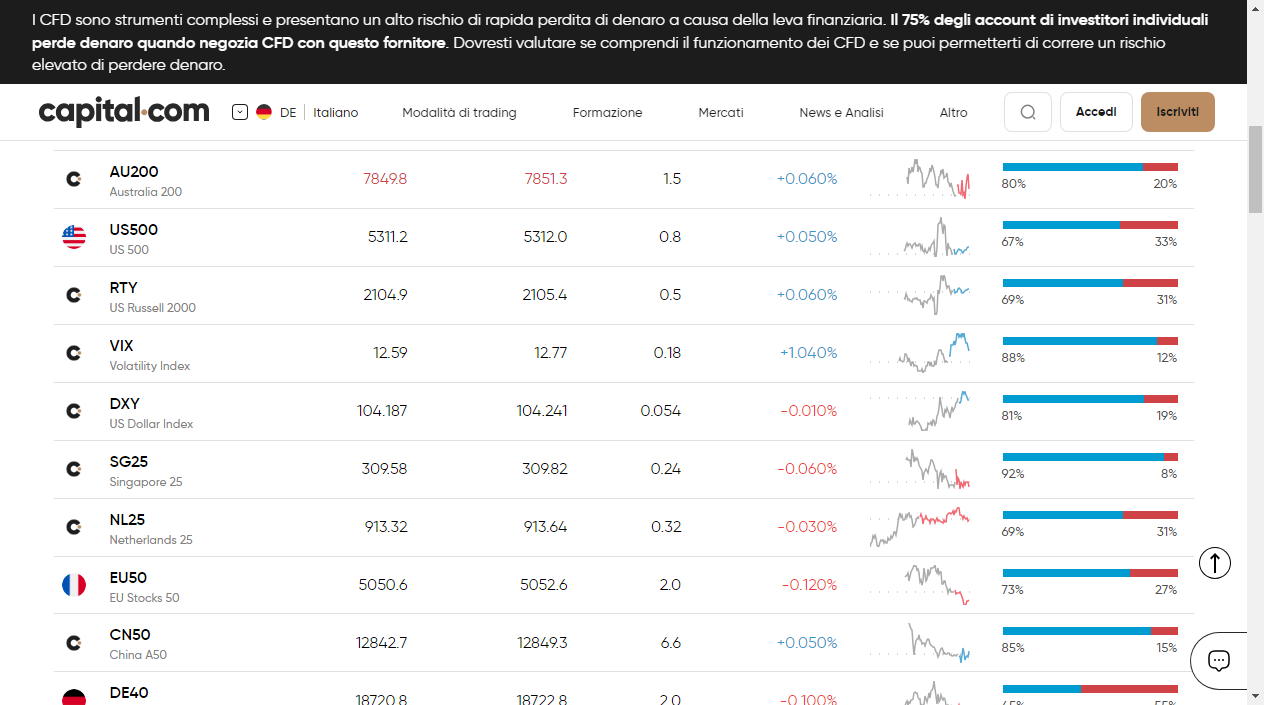 I CFD sono strumenti complessi e presentano un alto rischio di rapida perdita di denaro a causa della leva finanziaria. Il 75% degli account di investitori individuali
perde denaro quando negozia CFD con questo fornitore. Dovresti valutare se comprendi il funzionamento dei CFD e se puoi permetterti di correre un rischio
elevato di perdere denaro.
capital.com DE Italiano Modalità di trading Formazione Mercati News e Analisi Altro Accedi Iscriviti
AU200 7849.8 7851.3 1.5 +0.060%
Australia 200 80% 20%
US500 5311.2 5312.0 0.8 +0.050%
US 500 67% 33%
RTY 2104.9 2105.4 0.5 +0.060%
US Russell 2000 69% 31%
VIX 12.59 12.77 0.18 +1.040%
Volatility Index 88% 12%
DXY 104.187 104.241 0.054 -0.010%
US Dollar Index 81% 19%
SG25 309.58 309.82 0.24 -0.060%
Singapore 25 92% 8%
NL25 913.32 913.64 0.32 -0.030%
Netherlands 25 69% 31%
EU50 5050.6 5052.6 2.0 -0.120%
EU Stocks 50 73% 27%
CN50 12842.7 12849.3 6.6 +0.050%
China A50 85% 15%
DE40 18720.8 18722.8 2.0 -0.100%